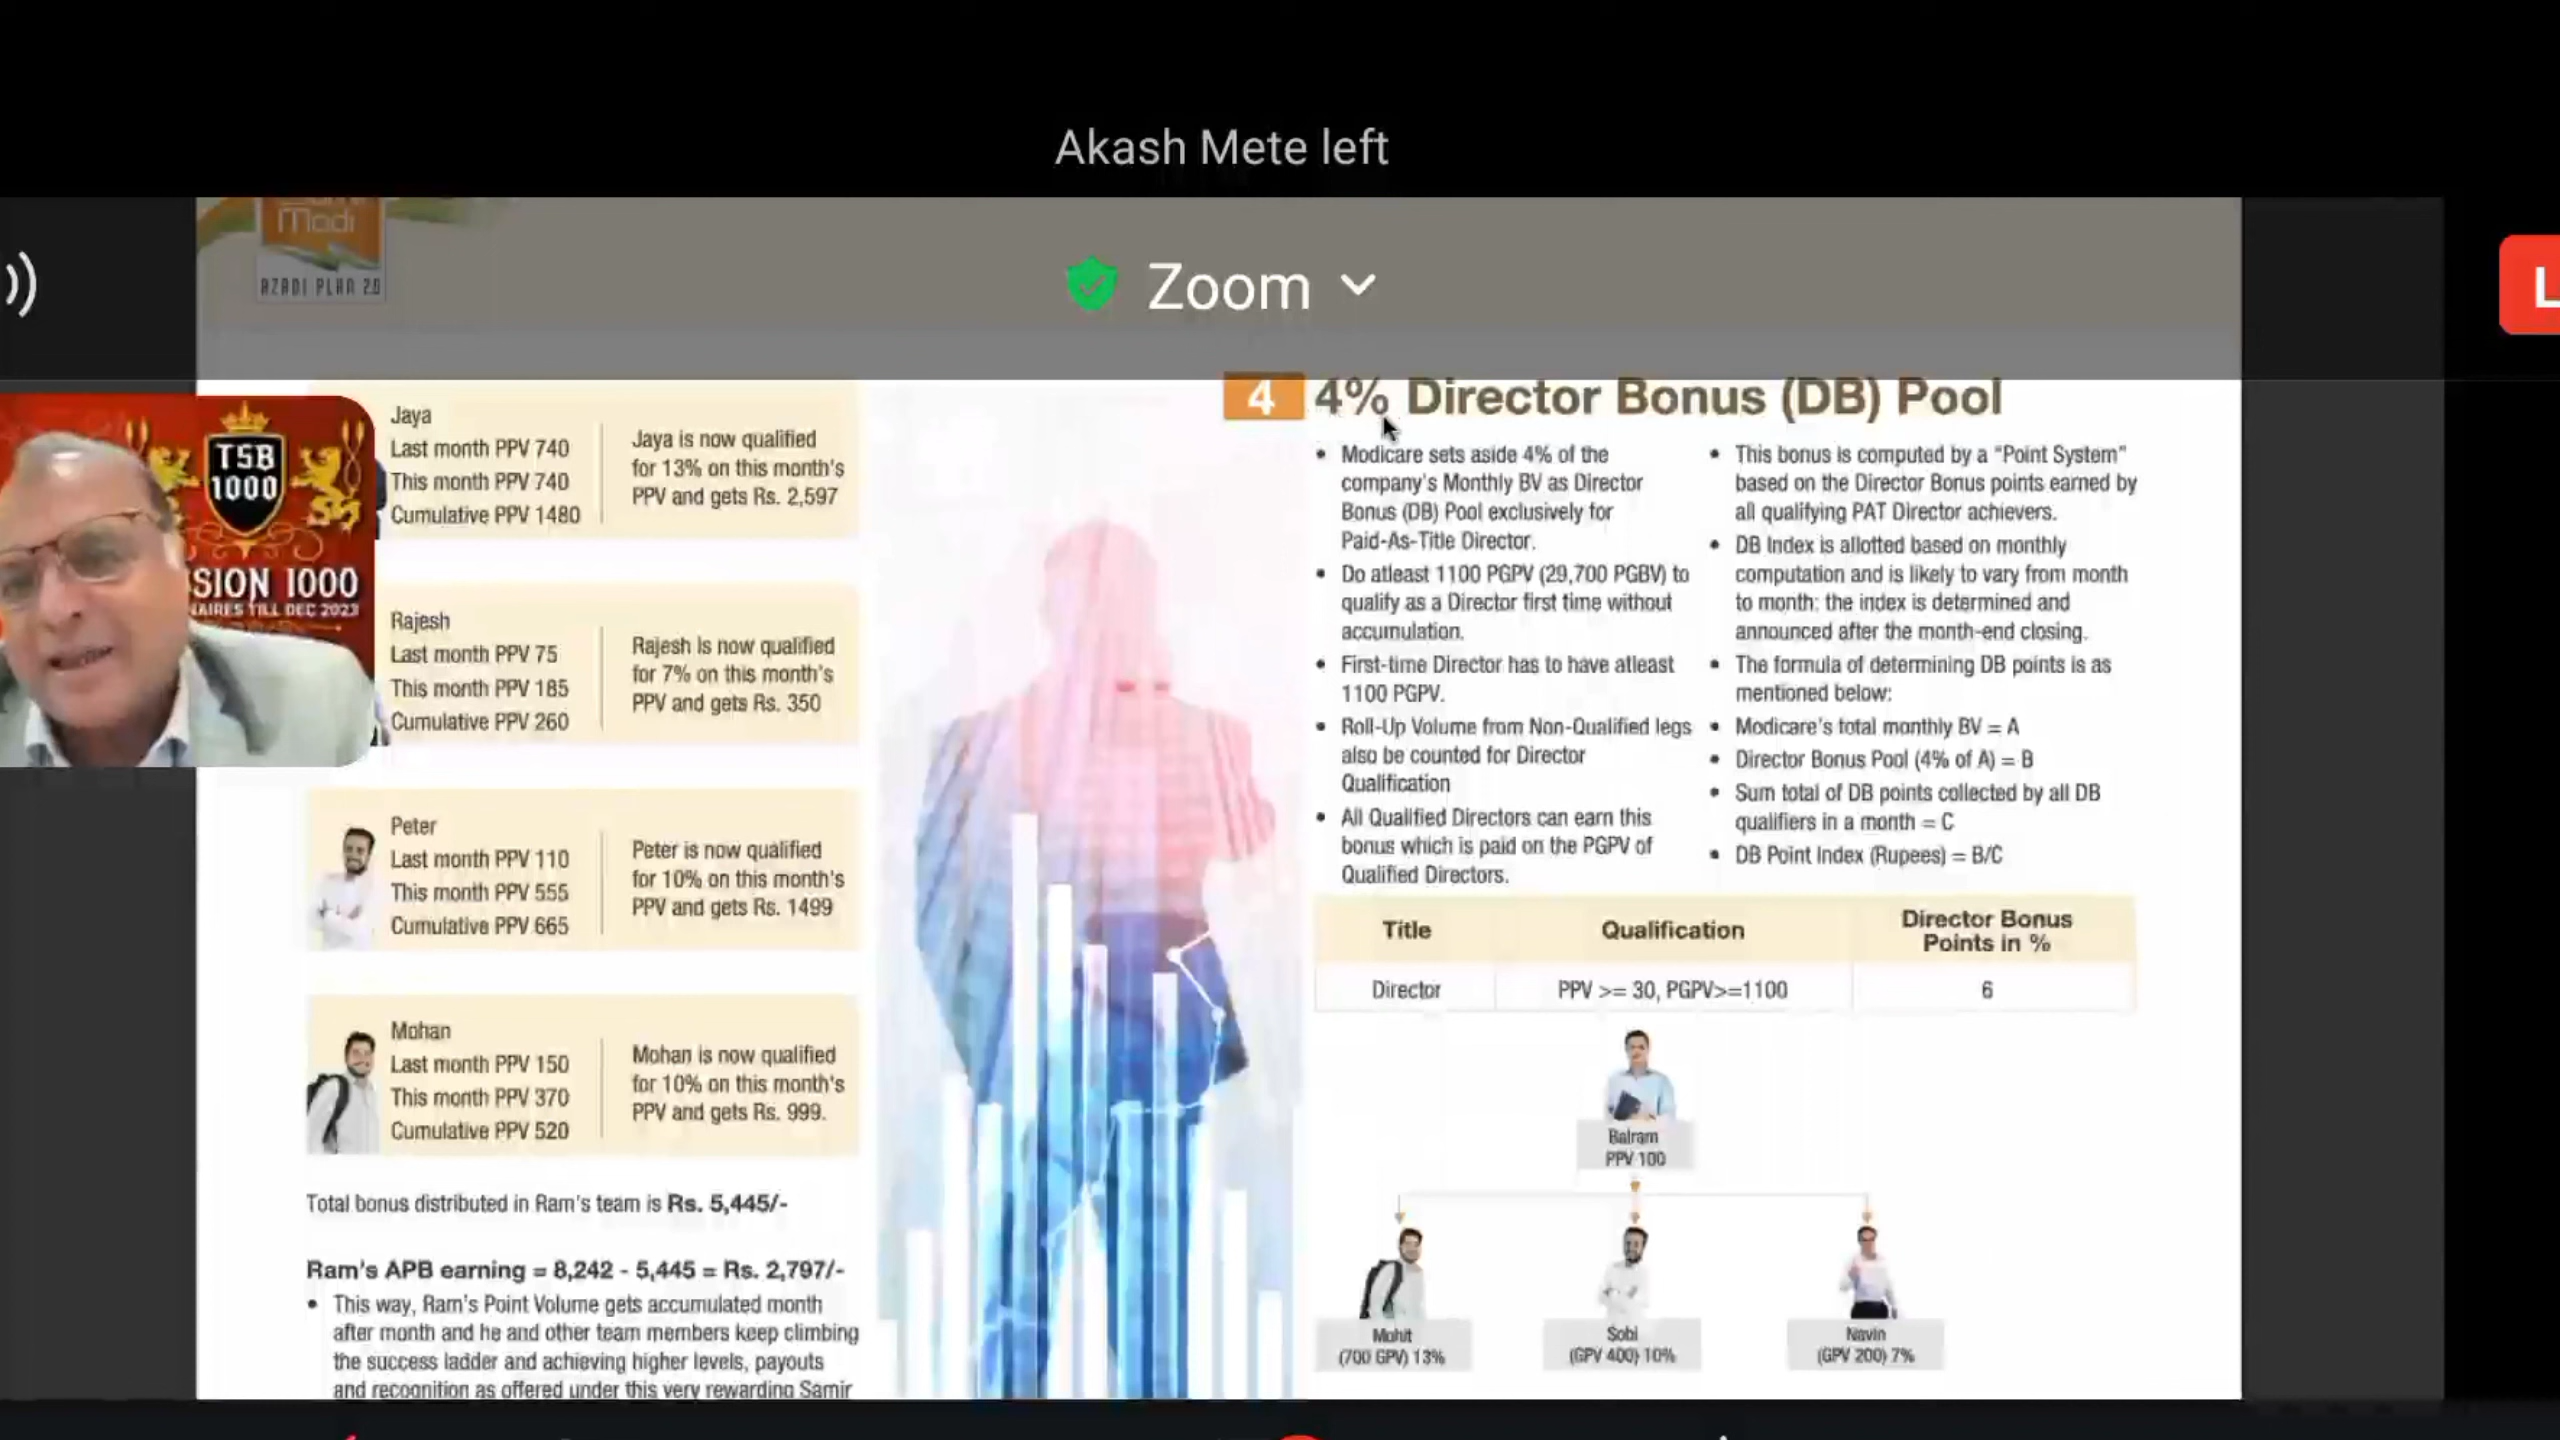 Akash Mete left
Zoom
L
Modi
AZADI PLAN 2.0
TSB
1000
SION 1000
NAIRES TILL DEC 2023
Jaya
Last month PPV 740
This month PPV 740
Cumulative PPV 1480
Jaya is now qualified
for 13% on this month's
PPV and gets Rs. 2,597
Rajesh
Last month PPV 75
This month PPV 185
Cumulative PPV 260
Rajesh is now qualified
for 7% on this month's
PPV and gets Rs. 350
Peter
Last month PPV 110
This month PPV 555
Cumulative PPV 665
Peter is now qualified
for 10% on this month's
PPV and gets Rs. 1499
Mohan
Last month PPV 150
This month PPV 370
Cumulative PPV 520
Mohan is now qualified
for 10% on this month's
PPV and gets Rs. 999.
Total bonus distributed in Ram's team is Rs. 5,445/-
Ram's APB earning = 8,242 - 5,445 = Rs. 2,797/-
• This way, Ram's Point Volume gets accumulated month
after month and he and other team members keep climbing
the success ladder and achieving higher levels, payouts
and recognition as offered under this very rewarding Samir
4 4% Director Bonus (DB) Pool
• Modicare sets aside 4% of the
company's Monthly BV as Director
Bonus (DB) Pool exclusively for
Paid-As-Title Director.
• Do atleast 1100 PGPV (29,700 PGBV) to
qualify as a Director first time without
accumulation.
• First-time Director has to have atleast
1100 PGPV.
• Roll-Up Volume from Non-Qualified legs
also be counted for Director
Qualification
• All Qualified Directors can earn this
bonus which is paid on the PGPV of
Qualified Directors.
• This bonus is computed by a “Point System”
based on the Director Bonus points earned by
all qualifying PAT Director achievers.
• DB Index is allotted based on monthly
computation and is likely to vary from month
to month: the index is determined and
announced after the month-end closing.
• The formula of determining DB points is as
mentioned below:
• Modicare's total monthly BV = A
• Director Bonus Pool (4% of A) = B
• Sum total of DB points collected by all DB
qualifiers in a month = C
• DB Point Index (Rupees) = B/C
Title Qualification Director Bonus
Points in %
Director PPV >= 30, PGPV>=1100 6
Balram
PPV 100
Mohit
(700 GPV) 13%
Sobi
(GPV 400) 10%
Navin
(GPV 200) 7%